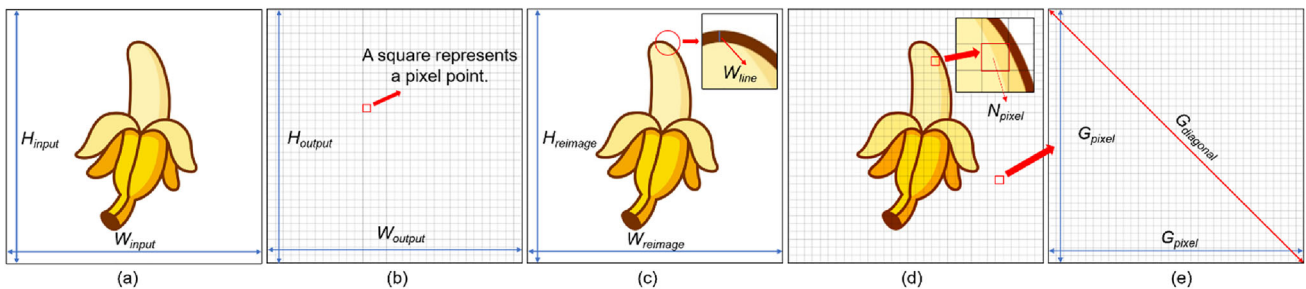 H_input
W_input
(a)
A square represents
a pixel point.
H_output
W_output
(b)
W_line
H_reimage
W_reimage
(c)
N_pixel
(d)
G_pixel
G_diagonal
G_pixel
(e)